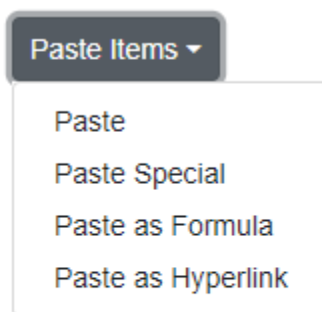 Paste Items
Paste
Paste Special
Paste as Formula
Paste as Hyperlink